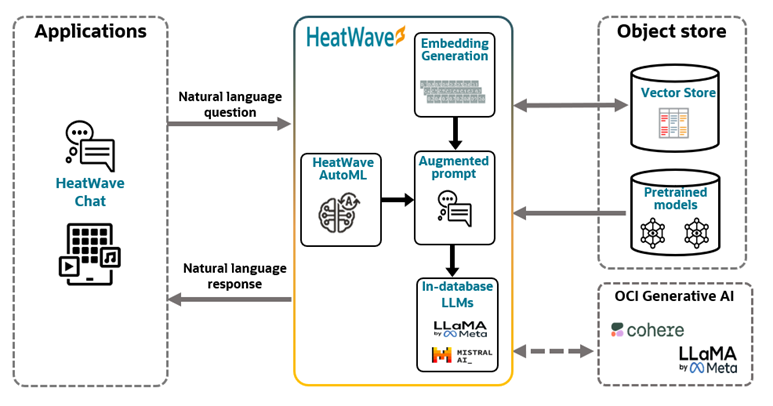 Applications
Natural language
question
HeatWave
Chat
Natural language
response
HeatWave
Embedding
Generation
HeatWave
AutoML
A
Augmented
prompt
In-database
LLMs
LLaMA
by Meta
MISTRAL
AI_
Object store
Vector Store
Pretrained
models
OCI Generative AI
cohere
LLaMA
by Meta